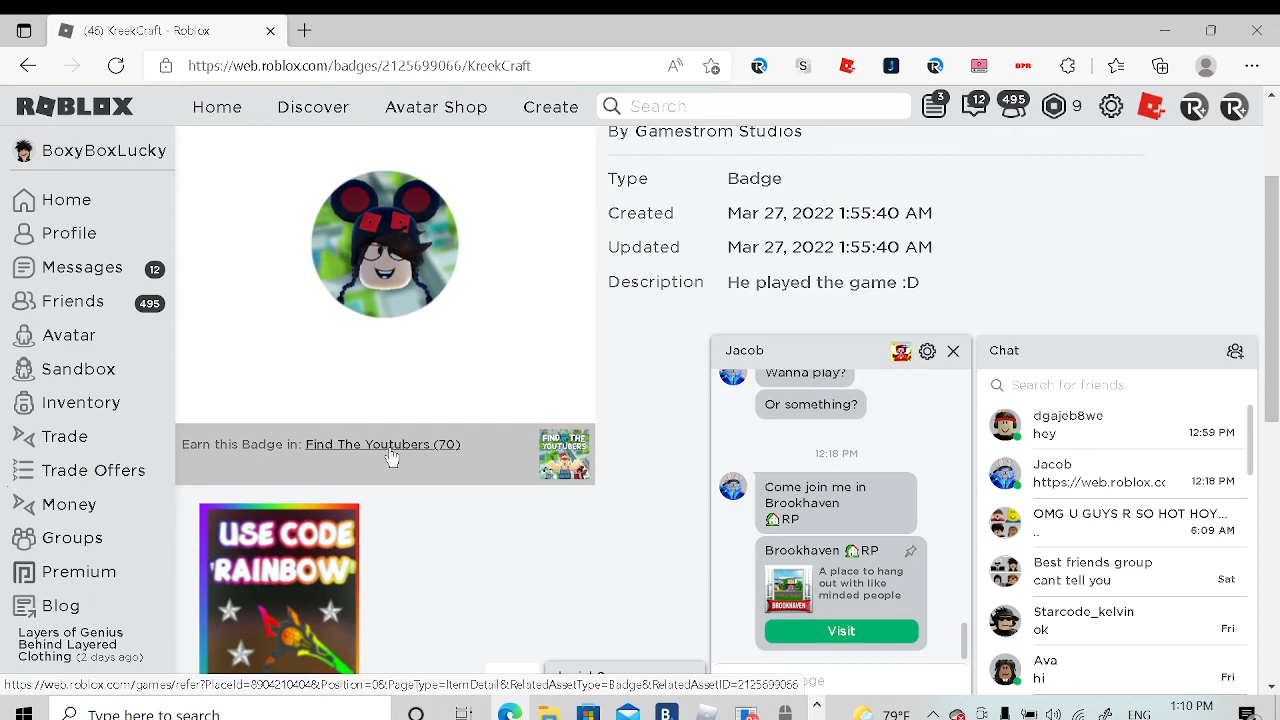 (46) KreekCraft - Roblox
https://web.roblox.com/badges/2125699066/KreekCraft
BPR
ROBLOX
Home
Discover
Avatar Shop
Create
Search
3
12
495
9
BoxyBoxLucky
Home
Profile
Messages 12
Friends 495
Avatar
Sandbox
Inventory
Trade
Trade Offers
Money
Groups
Premium
Blog
Layers of Genius
Behind Layered
Clothing (2 days ago)
By Gamestrom Studios
Type Badge
Created Mar 27, 2022 1:55:40 AM
Updated Mar 27, 2022 1:55:40 AM
Description He played the game :D
Earn this Badge in: Find The Youtubers (70)
FIND THE
YOUTUBERS
USE CODE
'RAINBOW'
Jacob
Wanna play?
Or something?
12:18 PM
Come join me in
Brookhaven
RP
Brookhaven RP
A place to hang
out with like
minded people
BROOKHAVEN
Visit
Chat
Search for friends
dgajeb8we
hey 12:59 PM
Jacob
https://web.roblox.cc 12:18 PM
OMG U GUYS R SO HOT HOY...
.. 6:09 AM
Best friends group
cant tell you Sat
Starcode_kelvin
ok Fri
Ava
hi Fri
Type here to search
79°F
1:10 PM